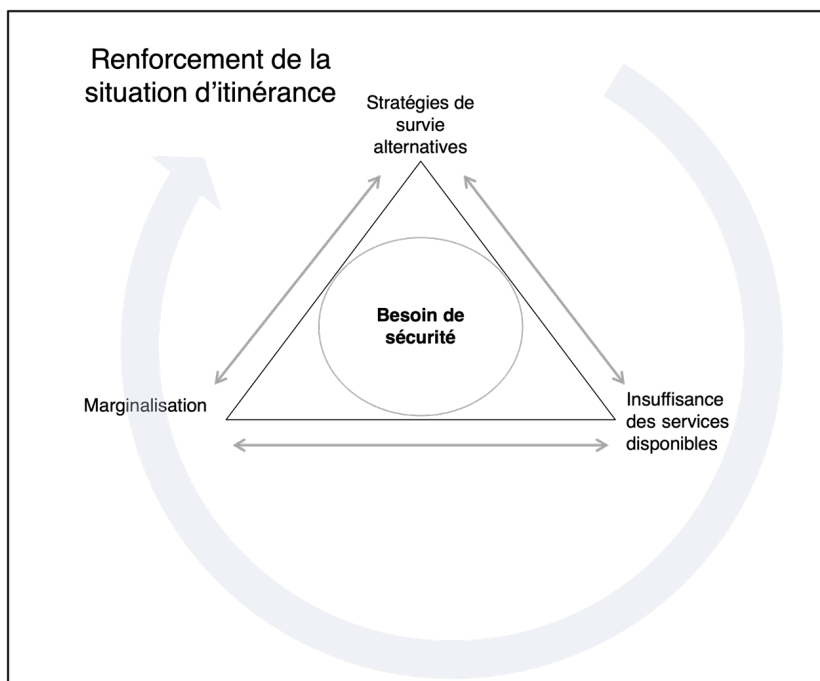 Renforcement de la
situation d'itinérance
Stratégies de
survie
alternatives
Besoin de
sécurité
Marginalisation
Insuffisance
des services
disponibles